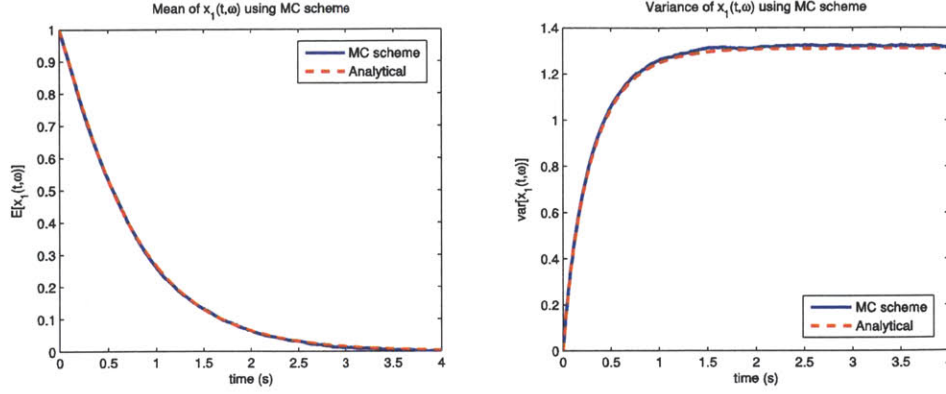 Mean of x₁(t,ω) using MC scheme
1
0.9
0.8
0.7
0.6
0.5
0.4
0.3
0.2
0.1
0
E[x₁(t,ω)]
MC scheme
Analytical
0 0.5 1 1.5 2 2.5 3 3.5 4
time (s)
Variance of x₁(t,ω) using MC scheme
1.4
1.2
1
0.8
0.6
0.4
0.2
0
var[x₁(t,ω)]
MC scheme
Analytical
0 0.5 1 1.5 2 2.5 3 3.5 4
time (s)